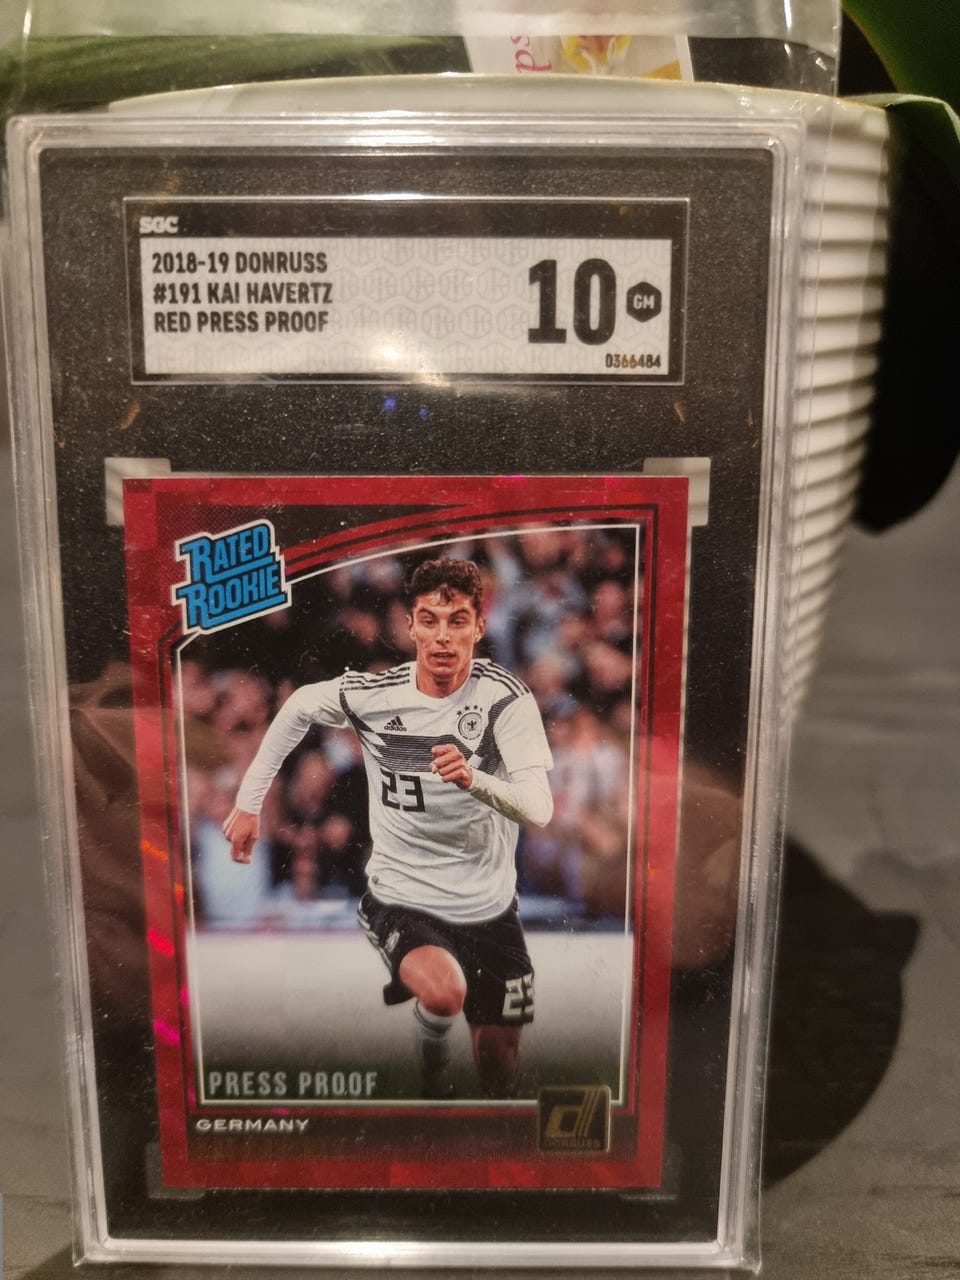 SGC
2018-19 DONRUSS
#191 KAI HAVERTZ
RED PRESS PROOF
10 GM
0366484
RATED
ROOKIE
adidas
23
23
PRESS PROOF
GERMANY
DONRUSS